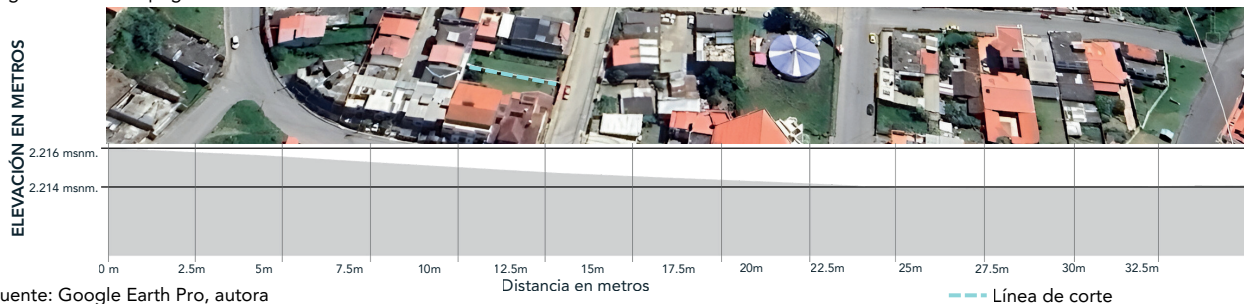 ELEVACIÓN EN METROS
2.216 msnm.
2.214 msnm.
0 m 2.5m 5m 7.5m 10m 12.5m 15m 17.5m 20m 22.5m 25m 27.5m 30m 32.5m
Distancia en metros
uente: Google Earth Pro, autora
Línea de corte